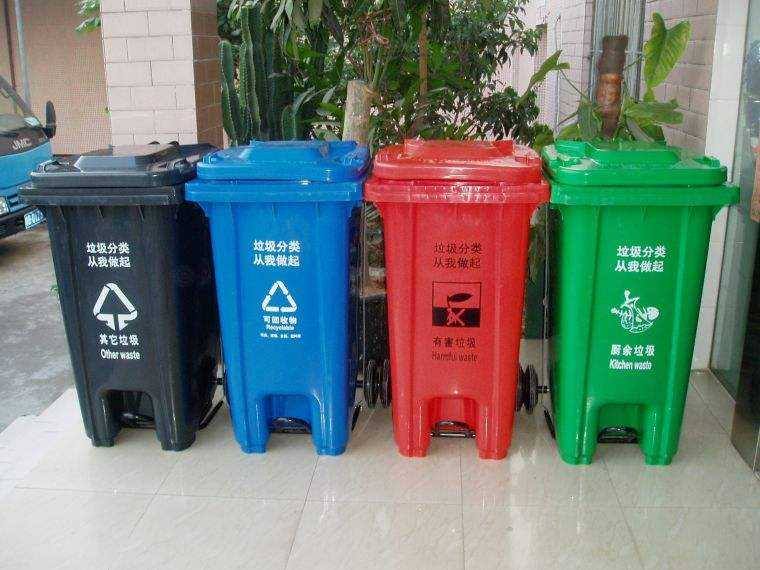 垃圾分类
从我做起
其它垃圾
Other waste
垃圾分类
从我做起
可回收物
Recyclable
垃圾分类
从我做起
有害垃圾
Harmful waste
垃圾分类
从我做起
厨余垃圾
Kitchen waste
JMC